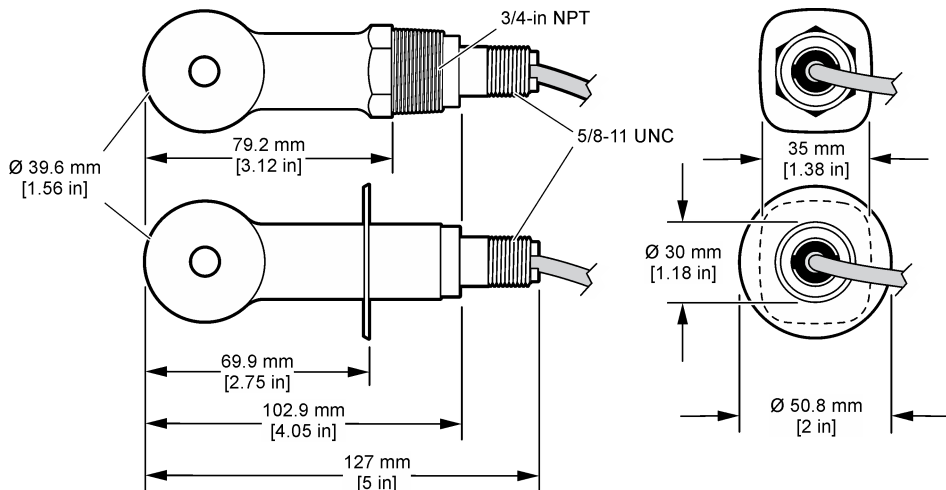 3/4-in NPT
79.2 mm
[3.12 in]
5/8-11 UNC
35 mm
[1.38 in]
Ø 39.6 mm
[1.56 in]
Ø 30 mm
[1.18 in]
69.9 mm
[2.75 in]
102.9 mm
[4.05 in]
Ø 50.8 mm
[2 in]
127 mm
[5 in]